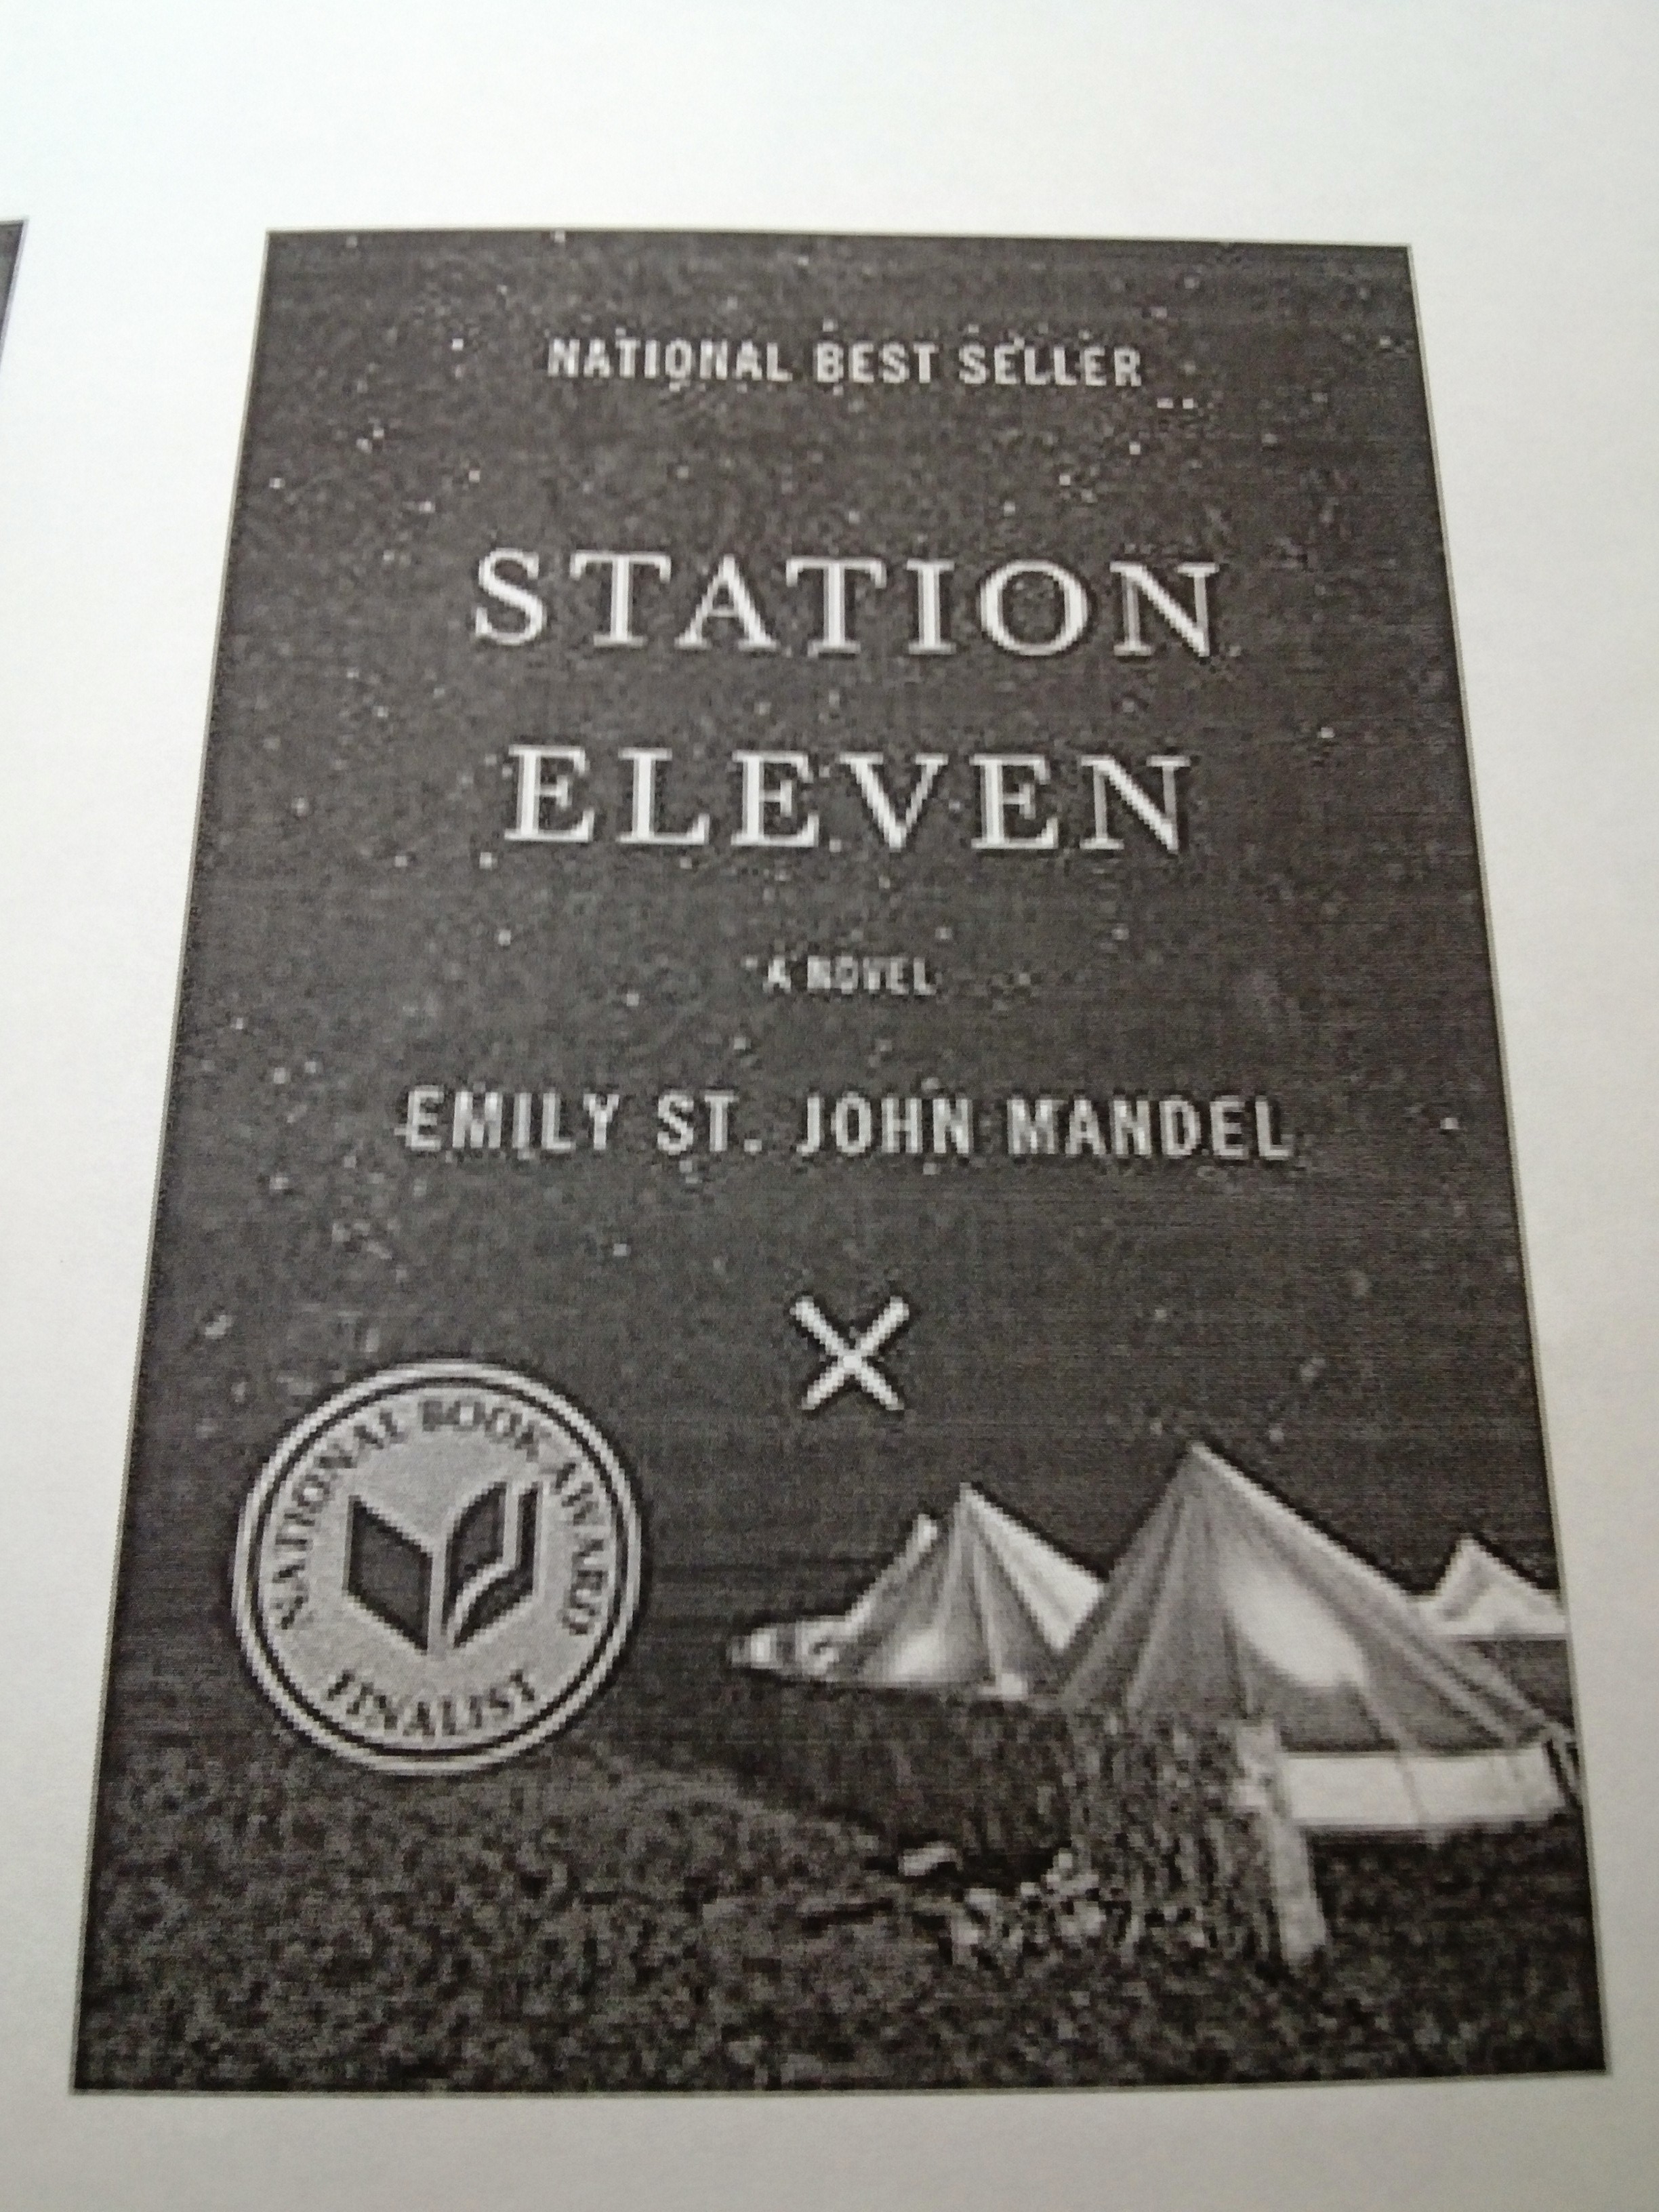 NATIONAL BEST SELLER
STATION
ELEVEN
A NOVEL
EMILY ST. JOHN MANDEL
NATIONAL BOOK AWARD
FINALIST